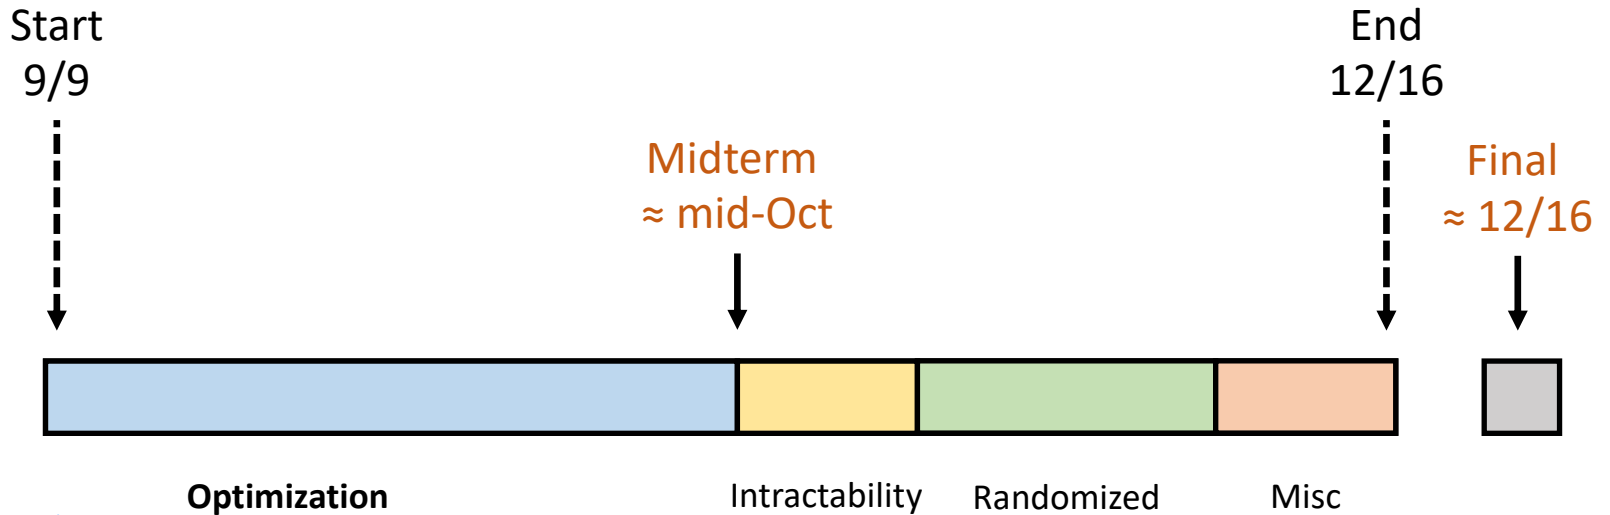 Start
9/9
End
12/16
Midterm
≈ mid-Oct
Final
≈ 12/16
Optimization
Intractability
Randomized
Misc